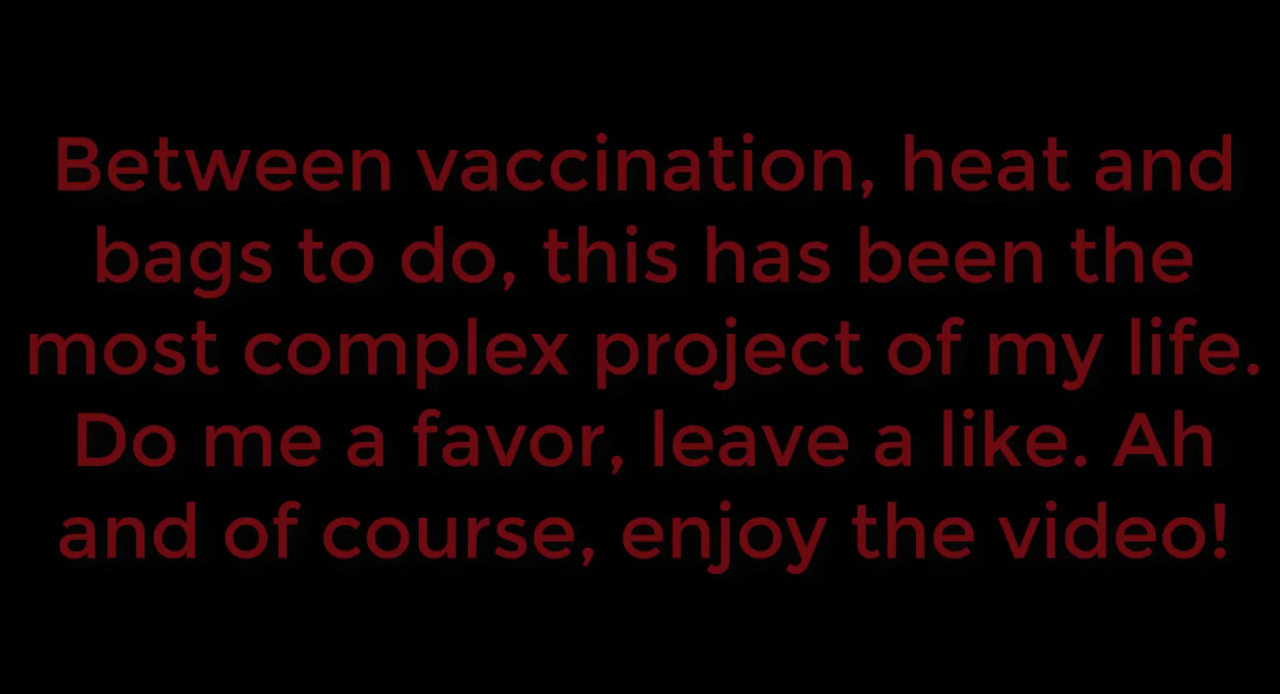 Between vaccination, heat and
bags to do, this has been the
most complex project of my life.
Do me a favor, leave a like. Ah
and of course, enjoy the video!